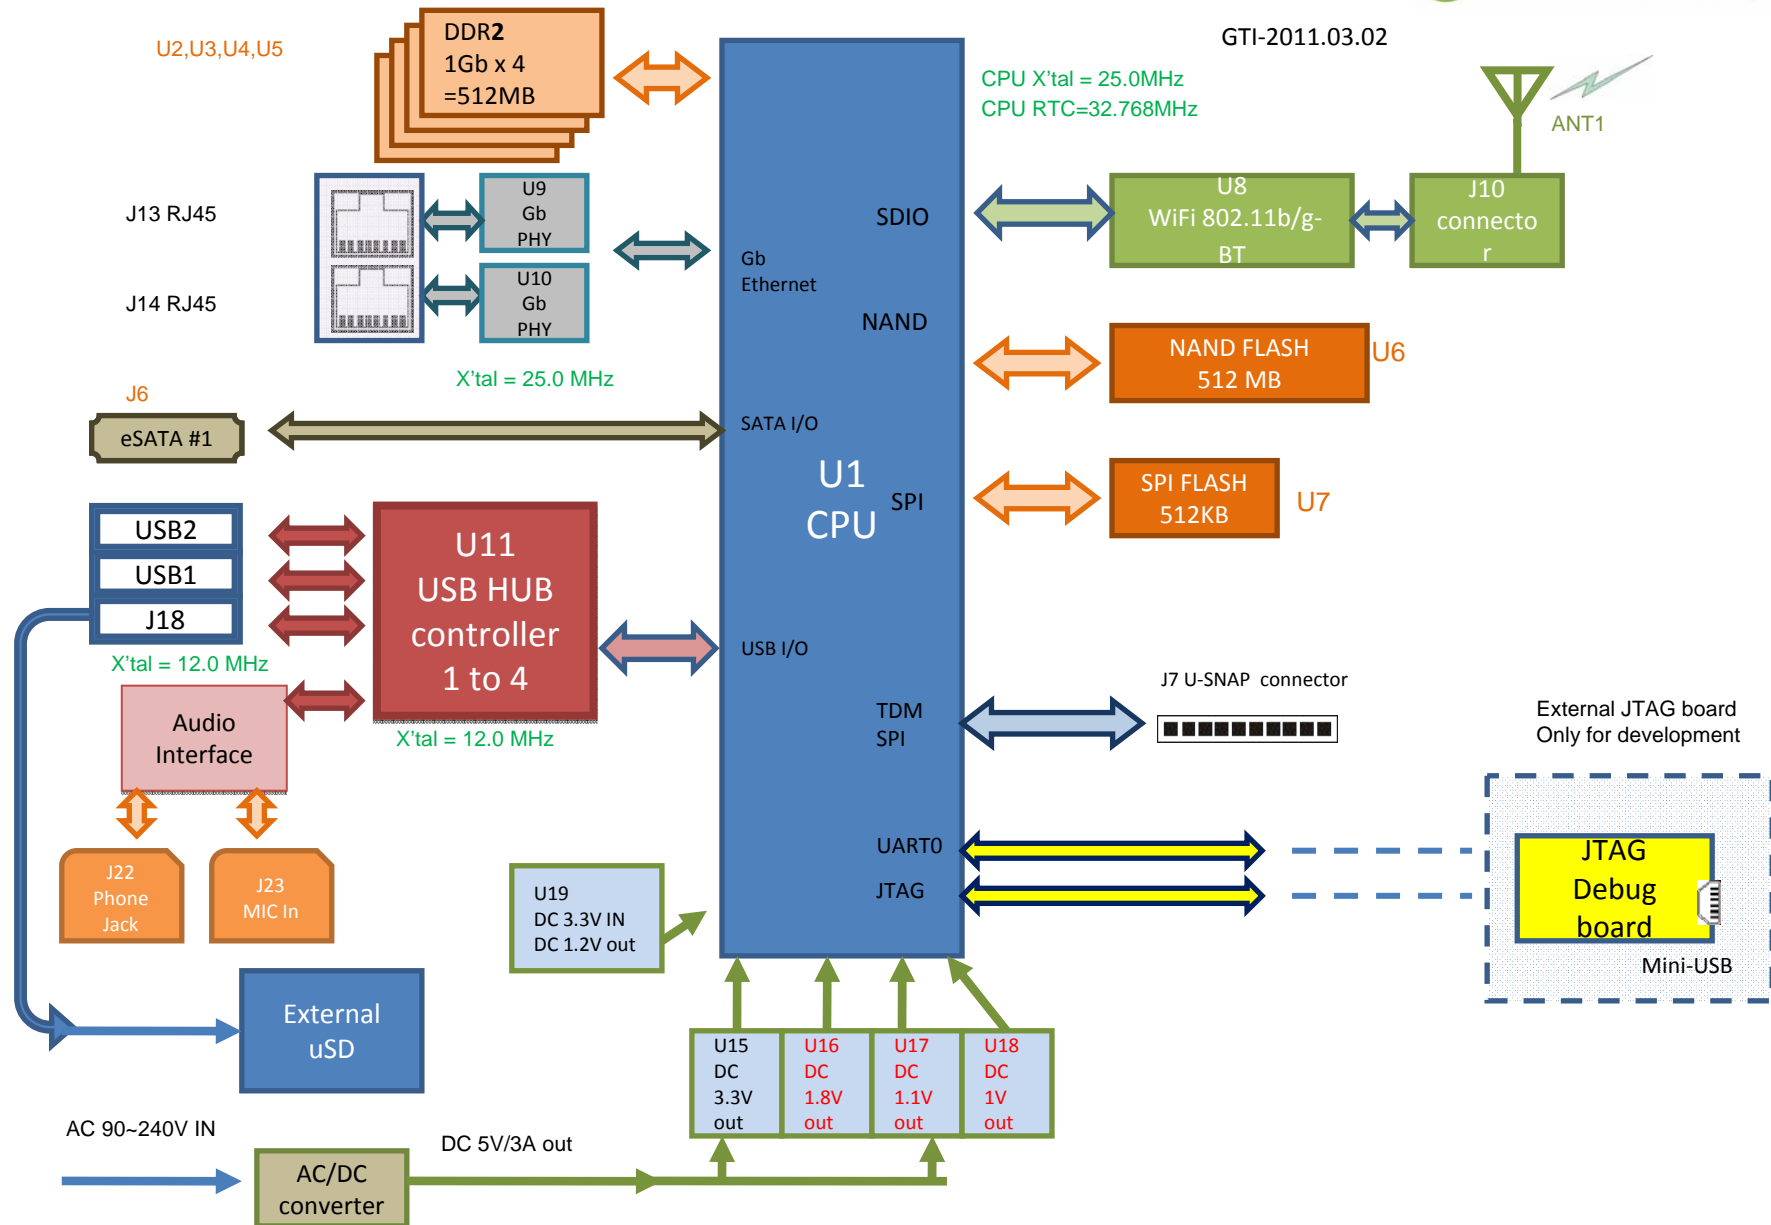 GTI-2011.03.02
U2,U3,U4,U5
DDR2
1Gb x 4
=512MB
CPU X'tal = 25.0MHz
CPU RTC=32.768MHz
ANT1
J13 RJ45
U9
Gb
PHY
J14 RJ45
U10
Gb
PHY
X'tal = 25.0 MHz
Gb
Ethernet
SDIO
U8
WiFi 802.11b/g-
BT
J10
connecto
r
NAND
NAND FLASH
512 MB
U6
J6
eSATA #1
SATA I/O
U1
CPU
SPI
SPI FLASH
512KB
U7
USB2
USB1
J18
X'tal = 12.0 MHz
U11
USB HUB
controller
1 to 4
X'tal = 12.0 MHz
USB I/O
Audio
Interface
J22
Phone
Jack
J23
MIC In
TDM
SPI
J7 U-SNAP connector
External JTAG board
Only for development
UART0
JTAG
JTAG
Debug
board
Mini-USB
U19
DC 3.3V IN
DC 1.2V out
External
uSD
U15
DC
3.3V
out
U16
DC
1.8V
out
U17
DC
1.1V
out
U18
DC
1V
out
AC 90~240V IN
AC/DC
converter
DC 5V/3A out